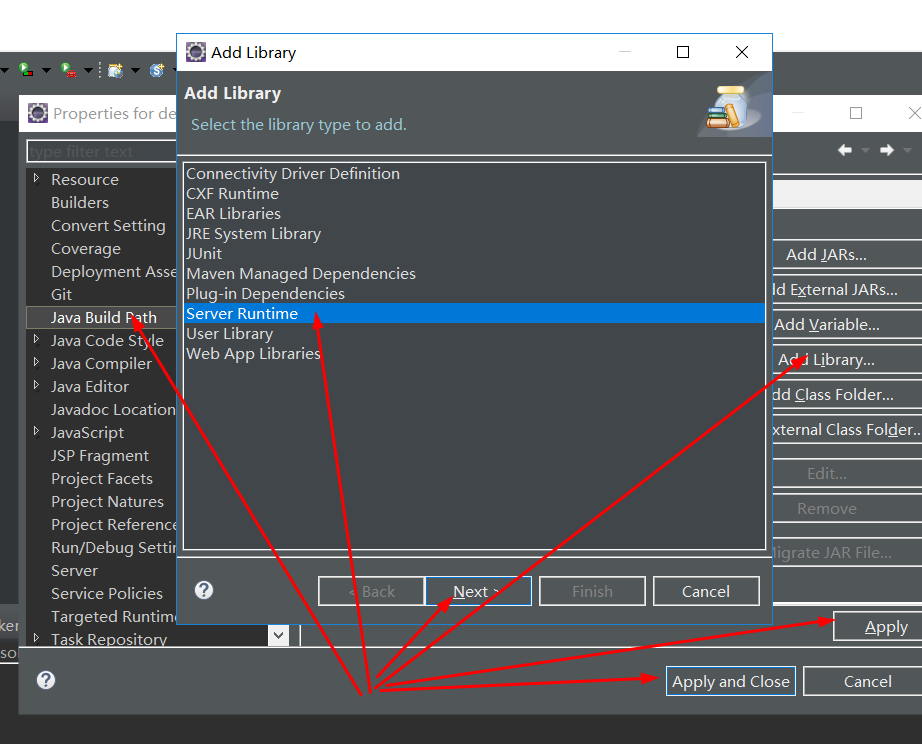 Add Library
Add Library
Select the library type to add.
Properties for de
type filter text
Resource
Builders
Convert Setting
Coverage
Deployment Asse
Git
Java Build Path
Java Code Style
Java Compiler
Java Editor
Javadoc Location
JavaScript
JSP Fragment
Project Facets
Project Natures
Project Reference
Run/Debug Settin
Server
Service Policies
Targeted Runtime
Task Repository
Connectivity Driver Definition
CXF Runtime
EAR Libraries
JRE System Library
JUnit
Maven Managed Dependencies
Plug-in Dependencies
Server Runtime
User Library
Web App Libraries
< Back
Next >
Finish
Cancel
Add JARs...
dd External JARs...
Add Variable...
Add Library...
dd Class Folder...
xternal Class Folder...
Edit...
Remove
igrate JAR File...
Apply
Apply and Close
Cancel
ker
so